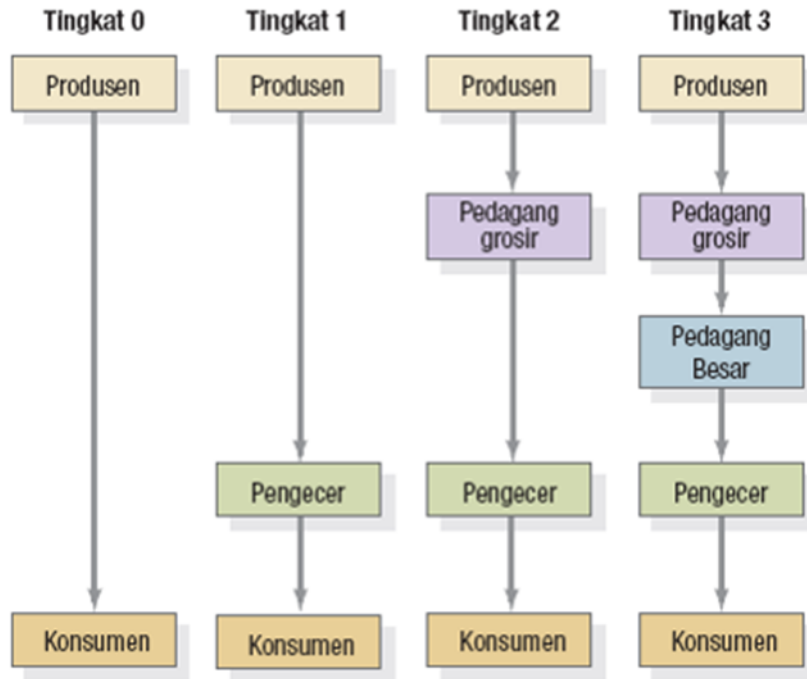 Tingkat 0
Tingkat 1
Tingkat 2
Tingkat 3
Produsen
Produsen
Produsen
Produsen
Pedagang
grosir
Pedagang
grosir
Pedagang
Besar
Pengecer
Pengecer
Pengecer
Konsumen
Konsumen
Konsumen
Konsumen